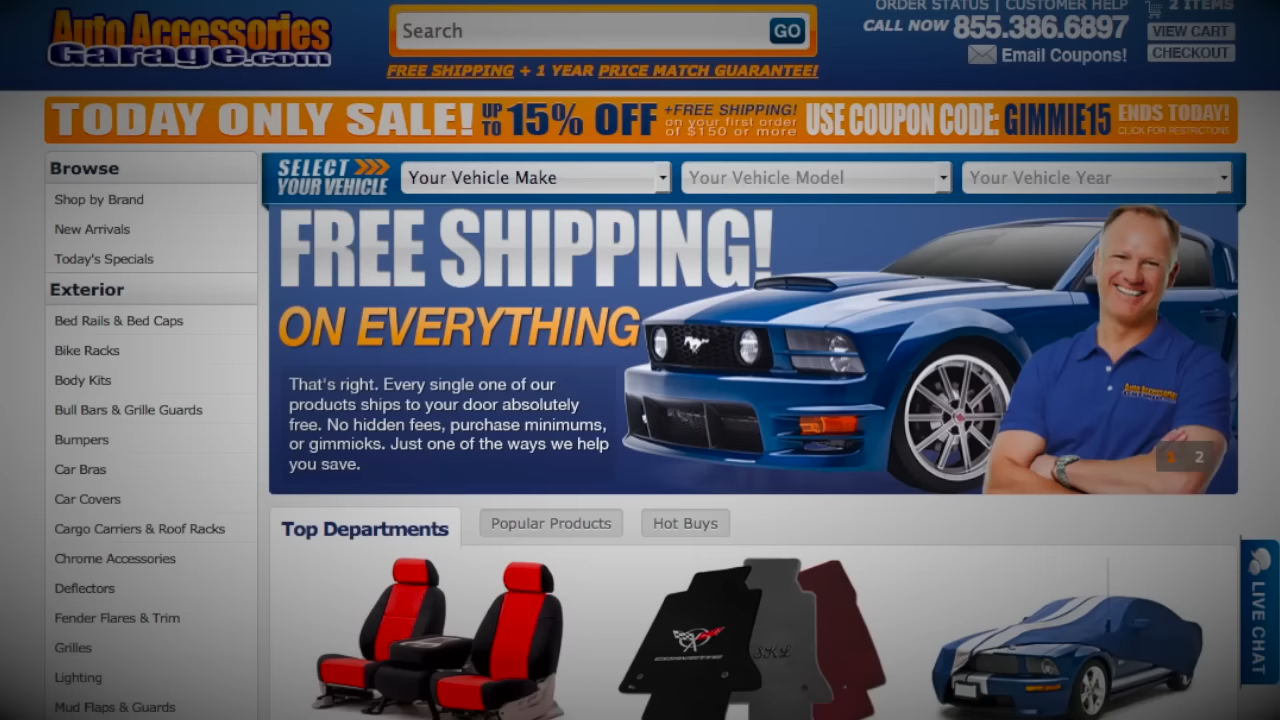 Auto Accessories
Garage.com
Search
GO
FREE SHIPPING + 1 YEAR PRICE MATCH GUARANTEE!
ORDER STATUS | CUSTOMER HELP
CALL NOW 855.386.6897
Email Coupons!
2 ITEMS
VIEW CART
CHECKOUT
TODAY ONLY SALE! UP TO 15% OFF +FREE SHIPPING! on your first order of $150 or more USE COUPON CODE: GIMMIE15 ENDS TODAY! CLICK FOR RESTRICTIONS
Browse
Shop by Brand
New Arrivals
Today's Specials
Exterior
Bed Rails & Bed Caps
Bike Racks
Body Kits
Bull Bars & Grille Guards
Bumpers
Car Bras
Car Covers
Cargo Carriers & Roof Racks
Chrome Accessories
Deflectors
Fender Flares & Trim
Grilles
Lighting
Mud Flaps & Guards
SELECT
YOUR VEHICLE
Your Vehicle Make
Your Vehicle Model
Your Vehicle Year
FREE SHIPPING!
ON EVERYTHING
That's right. Every single one of our
products ships to your door absolutely
free. No hidden fees, purchase minimums,
or gimmicks. Just one of the ways we help
you save.
Auto Accessories
1 2
Top Departments
Popular Products
Hot Buys
LIVE CHAT